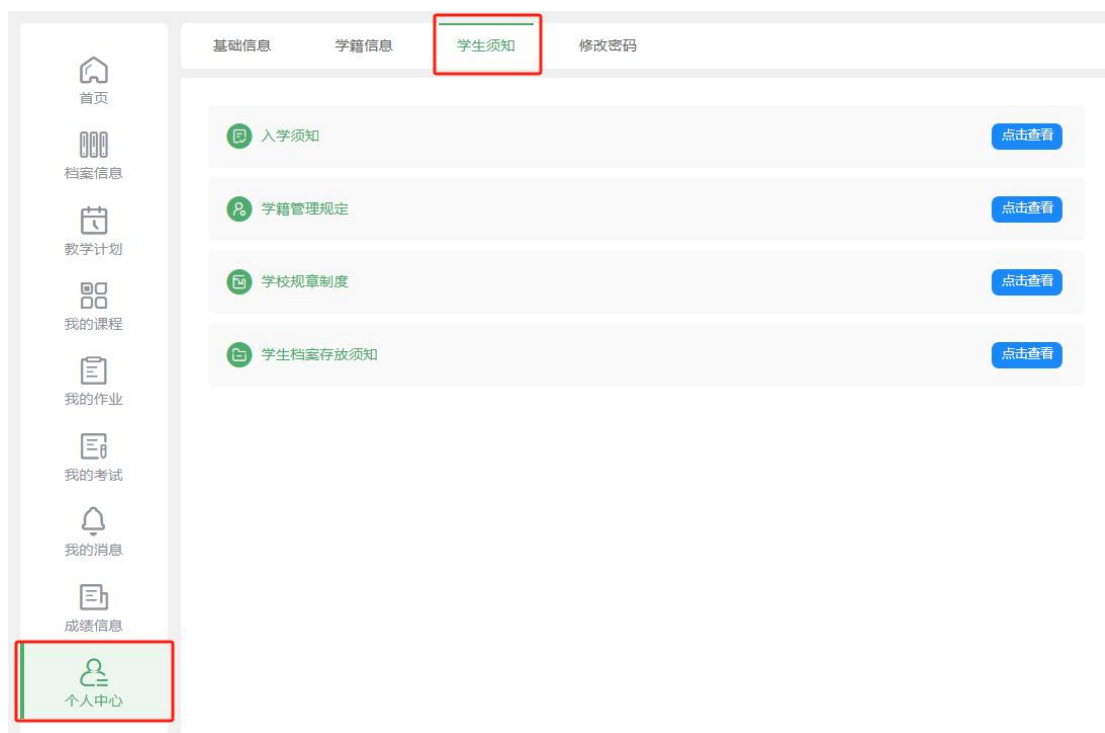 基础信息 学籍信息 学生须知 修改密码
首页
档案信息
教学计划
我的课程
我的作业
我的考试
我的消息
成绩信息
个人中心
入学须知 点击查看
学籍管理规定 点击查看
学校规章制度 点击查看
学生档案存放须知 点击查看